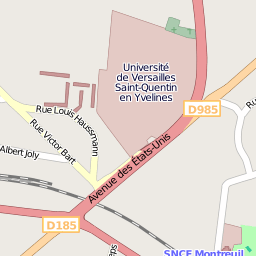 Université
de Versailles
Saint-Quentin
en Yvelines
D985
Rue Louis Haussmann
Rue Victor Bart
Albert Joly
Avenue des États-Unis
D185
SNCF Montreuil